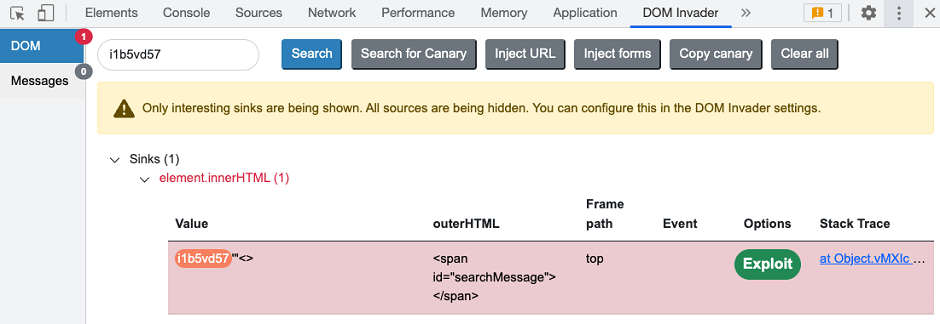 Elements Console Sources Network Performance Memory Application DOM Invader » 1
DOM 1
Messages 0
i1b5vd57 Search Search for Canary Inject URL Inject forms Copy canary Clear all
Only interesting sinks are being shown. All sources are being hidden. You can configure this in the DOM Invader settings.
Sinks (1)
element.innerHTML (1)
Value outerHTML Frame path Event Options Stack Trace
i1b5vd57'"<> <span top Exploit at Object.vMXIc ...
id="searchMessage">
</span>